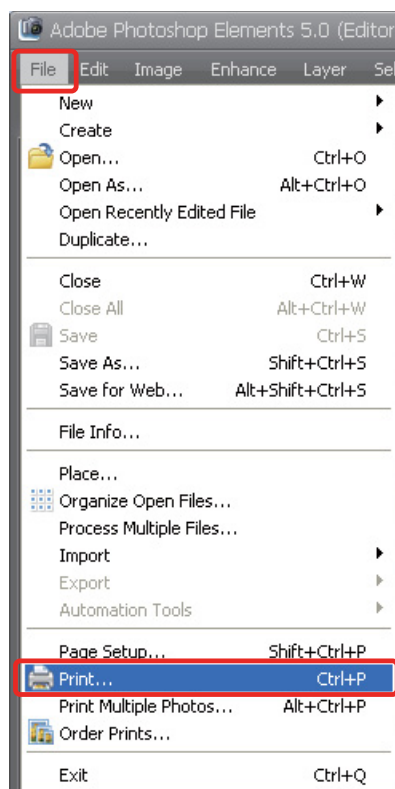 Adobe Photoshop Elements 5.0 (Editor
File Edit Image Enhance Layer Sel
New
Create
Open... Ctrl+O
Open As... Alt+Ctrl+O
Open Recently Edited File
Duplicate...
Close Ctrl+W
Close All Alt+Ctrl+W
Save Ctrl+S
Save As... Shift+Ctrl+S
Save for Web... Alt+Shift+Ctrl+S
File Info...
Place...
Organize Open Files...
Process Multiple Files...
Import
Export
Automation Tools
Page Setup... Shift+Ctrl+P
Print... Ctrl+P
Print Multiple Photos... Alt+Ctrl+P
Order Prints...
Exit Ctrl+Q